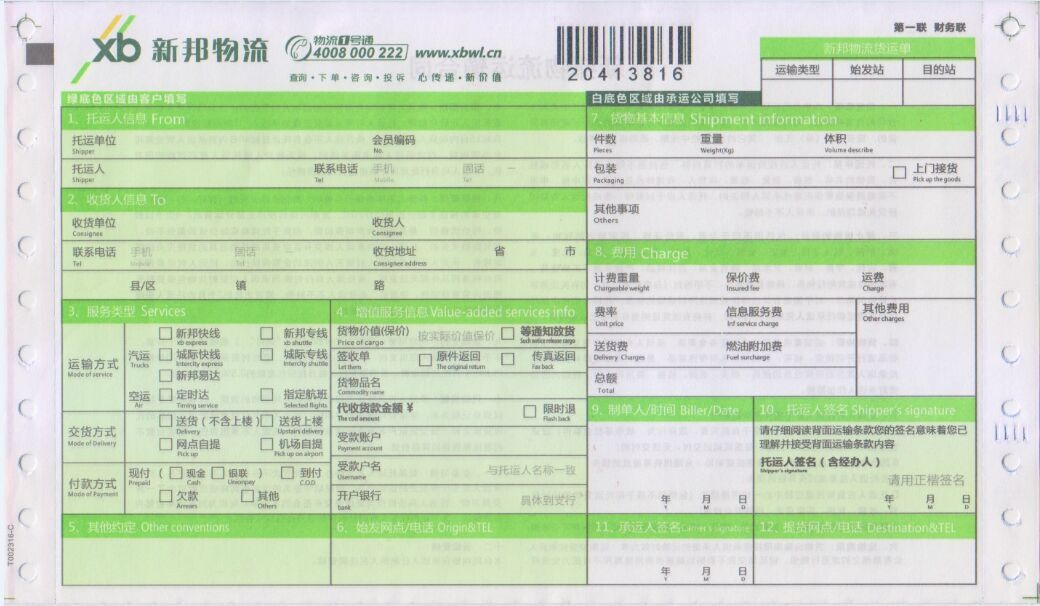 第一联 财务联
xb 新邦物流 物流1号通 4008 000 222 www.xbwl.cn
查询·下单·咨询·投诉 心传递·新价值
20413816
新邦物流货运单
运输类型 始发站 目的站
绿底色区域由客户填写
白底色区域由承运公司填写
1、托运人信息 From
托运单位 会员编码
Shipper No.
托运人 联系电话 手机 固话 —
Shipper Tel Mobile Tel
2、收货人信息 To
收货单位 收货人
Consignee Consignee
联系电话 手机 固话 收货地址 省 市
Tel Mobile Tel Consignee address
县/区 镇 路
3、服务类型 Services
运输方式
Mode of service
汽运
Trucks
新邦快线 新邦专线
xb express xb shuttle
城际快线 城际专线
Intercity express Intercity shuttle
新邦易达
空运
Air
定时达 指定航班
Timing service Selected flights
交货方式
Mode of Delivery
送货(不含上楼) 送货上楼
Delivery Upstairs delivery
网点自提 机场自提
Pick up Pick up on airport
付款方式
Mode of Payment
现付 ( 现金 银联 ) 到付
Prepaid Cash Unionpay C.O.D
欠款 其他
Arrears Others
4、增值服务信息 Value-added services info
货物价值(保价) 按实际价值保价 等通知放货
Price of cargo Such notice release cargo
签收单 原件返回 传真返回
Let them The original return Fax back
货物品名
Commodity name
代收货款金额 ¥ 限时退
The cod amount Flash back
受款账户
Payment account
受款户名 与托运人名称一致
Username
开户银行 具体到支行
bank
5、其他约定 Other conventions
6、始发网点/电话 Origin&TEL
7、货物基本信息 Shipment information
件数 重量 体积
Pieces Weight(Kg) Volume describe
包装 上门接货
Packaging Pick up the goods
其他事项
Others
8、费用 Charge
计费重量 保价费 运费
Chargeable weight Insured fee Charge
费率 信息服务费 其他费用
Unit price Inf service charge Other charges
送货费 燃油附加费
Delivery Charges Fuel surcharge
总额
Total
9、制单人/时间 Biller/Date
年 月 日
Y M D
10、托运人签名 Shipper's signature
请仔细阅读背面运输条款您的签名意味着您已
理解并接受背面运输条款内容
托运人签名(含经办人)
Shipper's signature
请用正楷签名
年 月 日
Y M D
11、承运人签名 Carrier's signature
年 月 日
Y M D
12、提货网点/电话 Destination&TEL
T002316-C